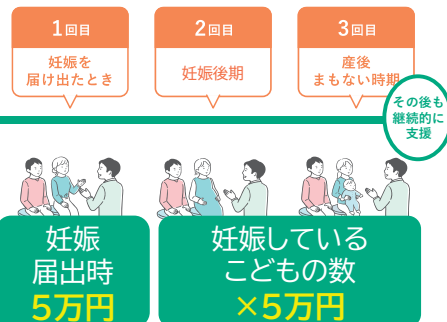 1回目
妊娠を
届け出たとき
2回目
妊娠後期
3回目
産後
まもない時期
その後も
継続的に
支援
妊娠
届出時
5万円
妊娠している
こどもの数
×5万円